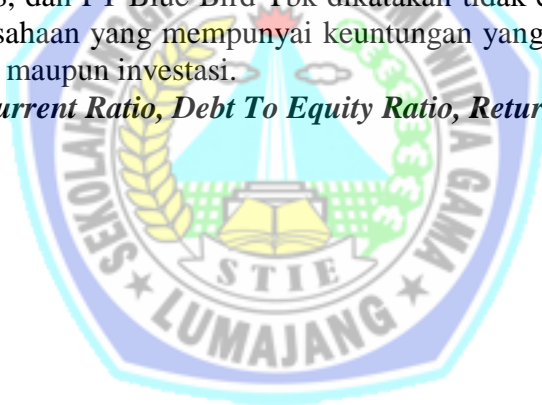 dan PT Blue Bird Tbk dikatakan tidak
sahaan yang mempunyai keuntungan yang
maupun investasi.
urrent Ratio, Debt To Equity Ratio, Retur
SEKOLAH
GAMA
STIE
LUMAJANG